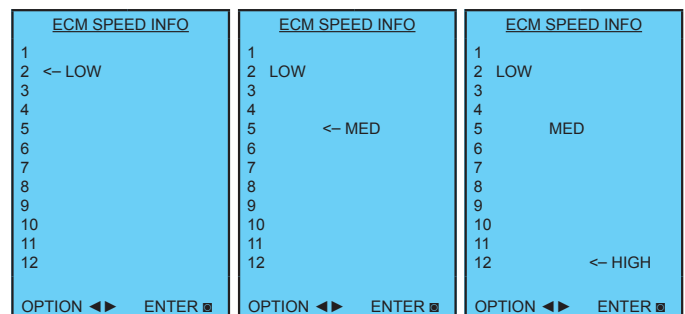 ECM SPEED INFO
1
2 <– LOW
3
4
5
6
7
8
9
10
11
12
OPTION ◄► ENTER ◙
ECM SPEED INFO
1
2 LOW
3
4
5 <– MED
6
7
8
9
10
11
12
OPTION ◄► ENTER ◙
ECM SPEED INFO
1
2 LOW
3
4
5 MED
6
7
8
9
10
11
12 <– HIGH
OPTION ◄► ENTER ◙